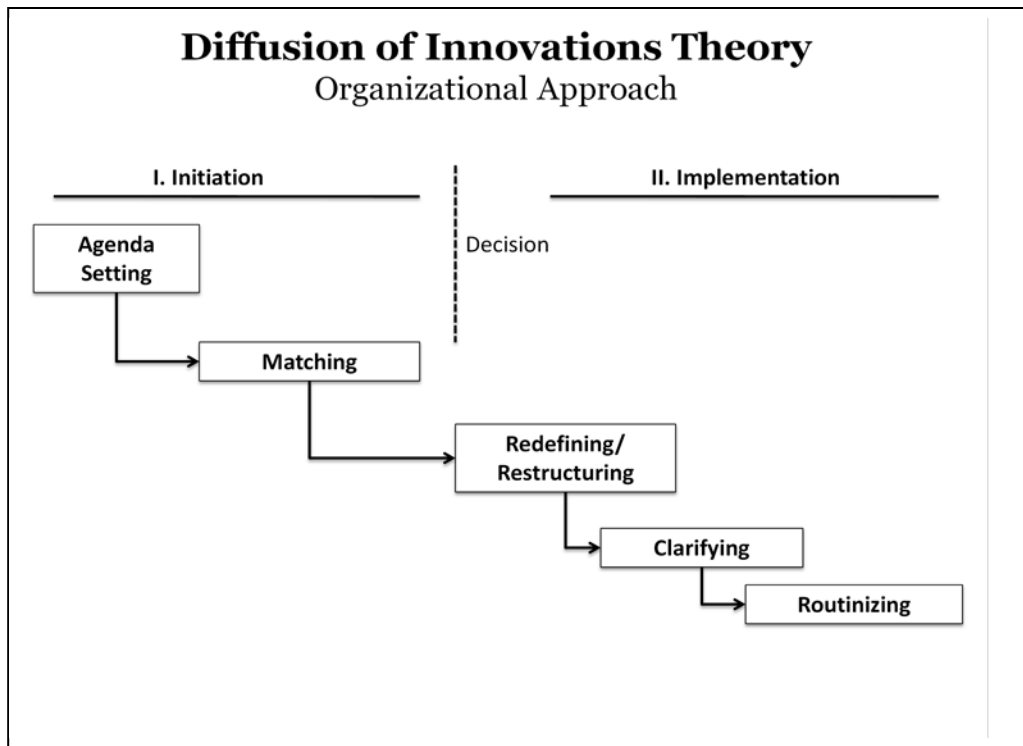 Diffusion of Innovations Theory
Organizational Approach
I. Initiation
II. Implementation
Agenda
Setting
Decision
Matching
Redefining/
Restructuring
Clarifying
Routinizing